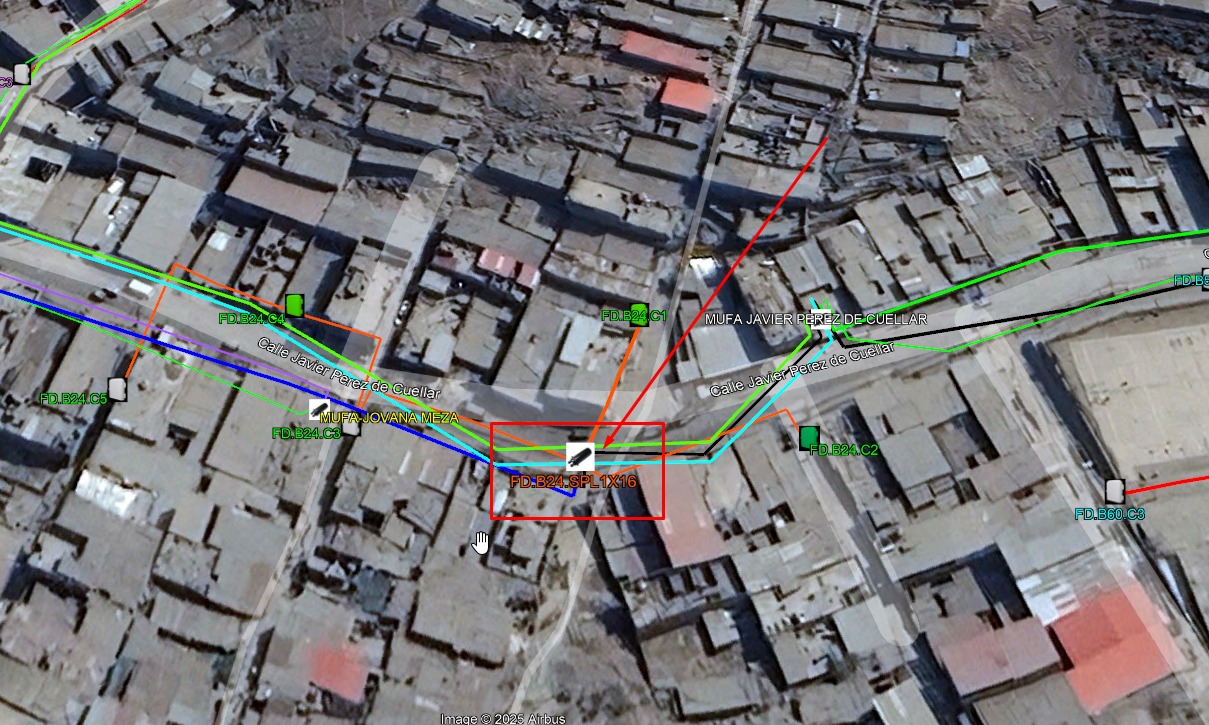 C3
FD.B24.C4
FD.B24.C1
MUFA JAVIER PEREZ DE CUELLAR
Calle Javier Perez de Cuellar
Calle Javier Perez de Cuellar
FD.B24.C5
MUFA JOVANA MEZA
FD.B24.C3
FD.B24.C2
FD.B24.SPL1X16
FD.B60.C3
Image © 2025 Airbus